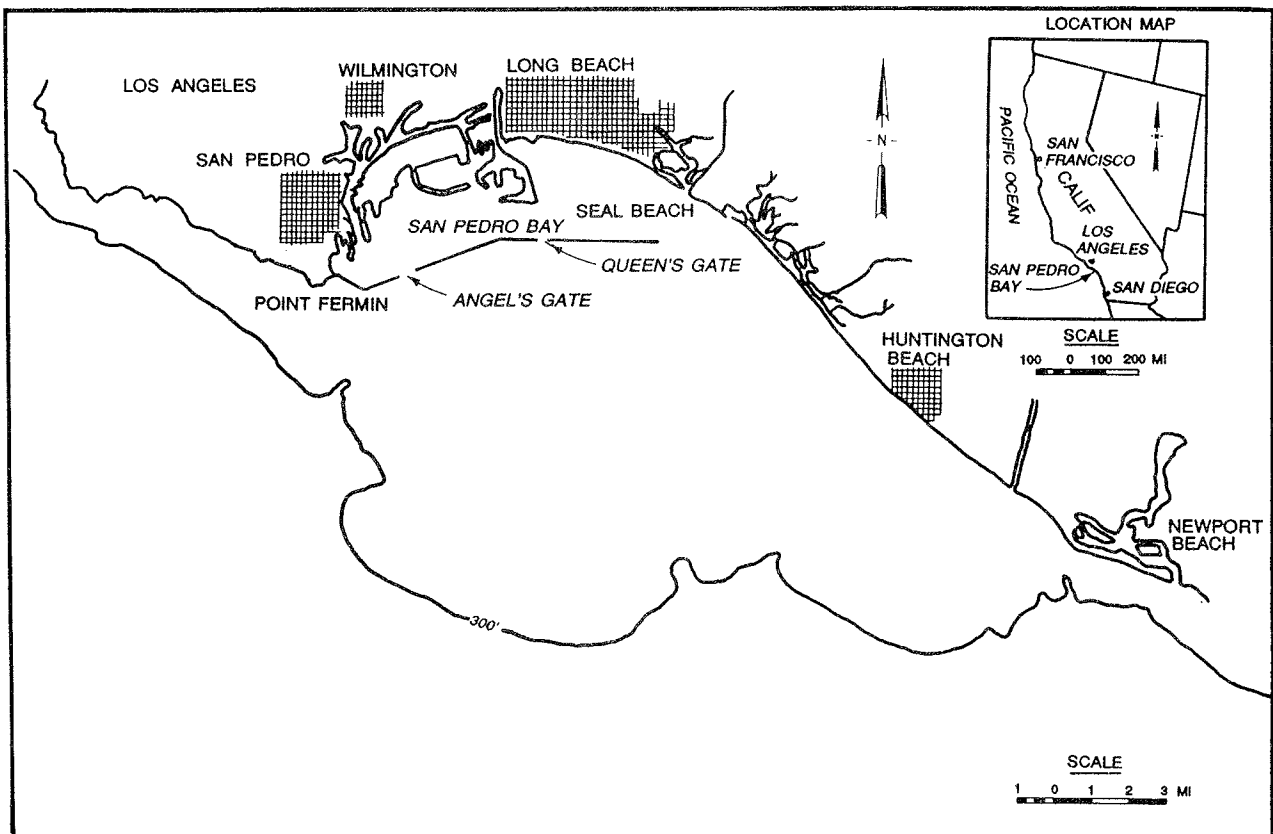 LOCATION MAP
LOS ANGELES
WILMINGTON
LONG BEACH
SAN PEDRO
SEAL BEACH
SAN PEDRO BAY
QUEEN'S GATE
ANGEL'S GATE
POINT FERMIN
-N-
HUNTINGTON
BEACH
NEWPORT
BEACH
300'
PACIFIC OCEAN
SAN
FRANCISCO
CALIF
LOS
ANGELES
SAN PEDRO
BAY
SAN DIEGO
SCALE
100 0 100 200 MI
SCALE
1 0 1 2 3 MI